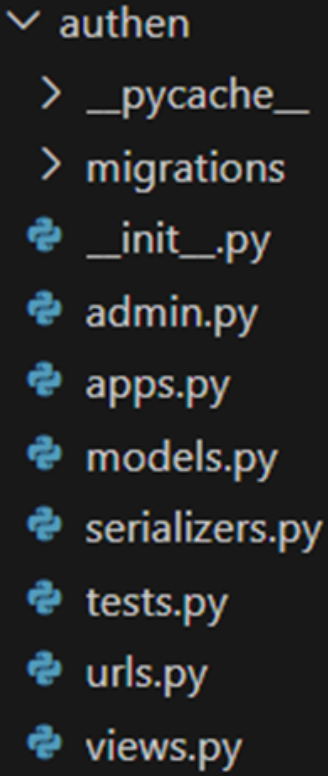 authen
__pycache__
migrations
__init__.py
admin.py
apps.py
models.py
serializers.py
tests.py
urls.py
views.py